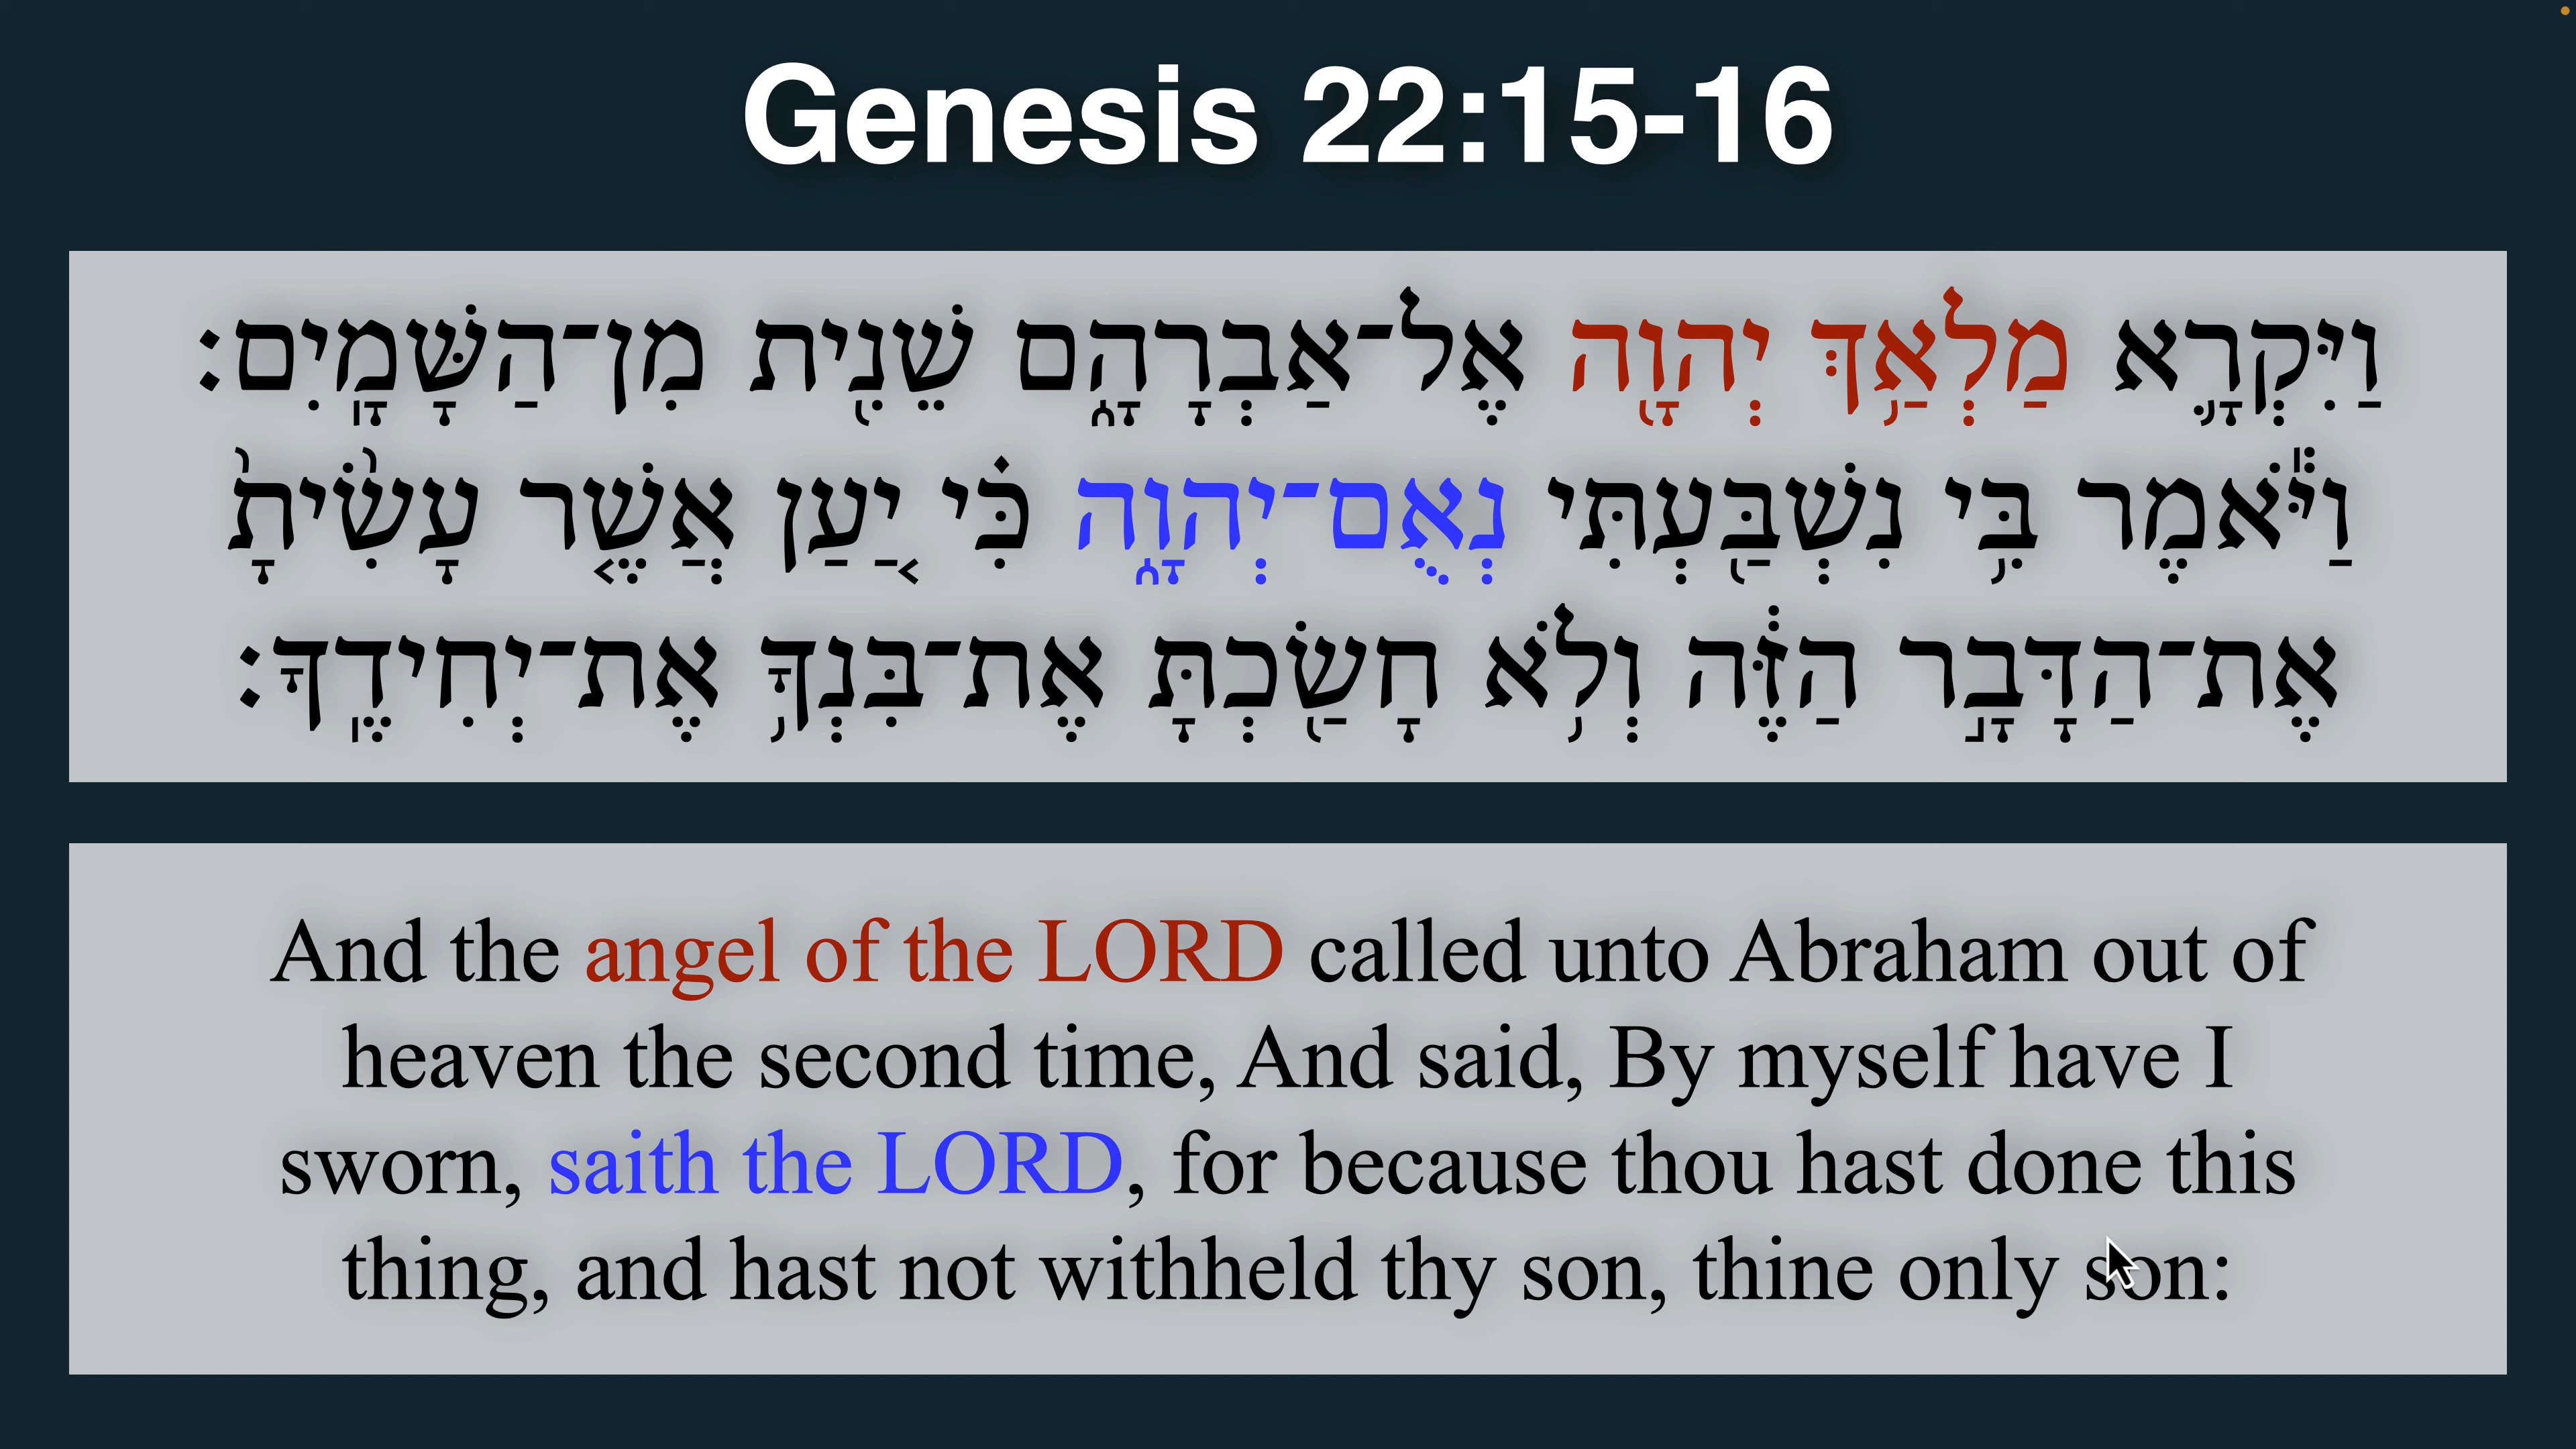 Genesis 22:15-16
וַיִּקְרָ֛א מַלְאַ֥ךְ יְהוָ֖ה אֶל־אַבְרָהָ֑ם שֵׁנִ֖ית מִן־הַשָּׁמָֽיִם׃
וַיֹּ֕אמֶר בִּ֥י נִשְׁבַּ֖עְתִּי נְאֻם־יְהוָ֑ה כִּ֗י יַ֚עַן אֲשֶׁ֤ר עָשִׂ֙יתָ֙
אֶת־הַדָּבָ֣ר הַזֶּ֔ה וְלֹ֥א חָשַׂ֖כְתָּ אֶת־בִּנְךָ֥ אֶת־יְחִידֶֽךָ׃
And the angel of the LORD called unto Abraham out of
heaven the second time, And said, By myself have I
sworn, saith the LORD, for because thou hast done this
thing, and hast not withheld thy son, thine only son: